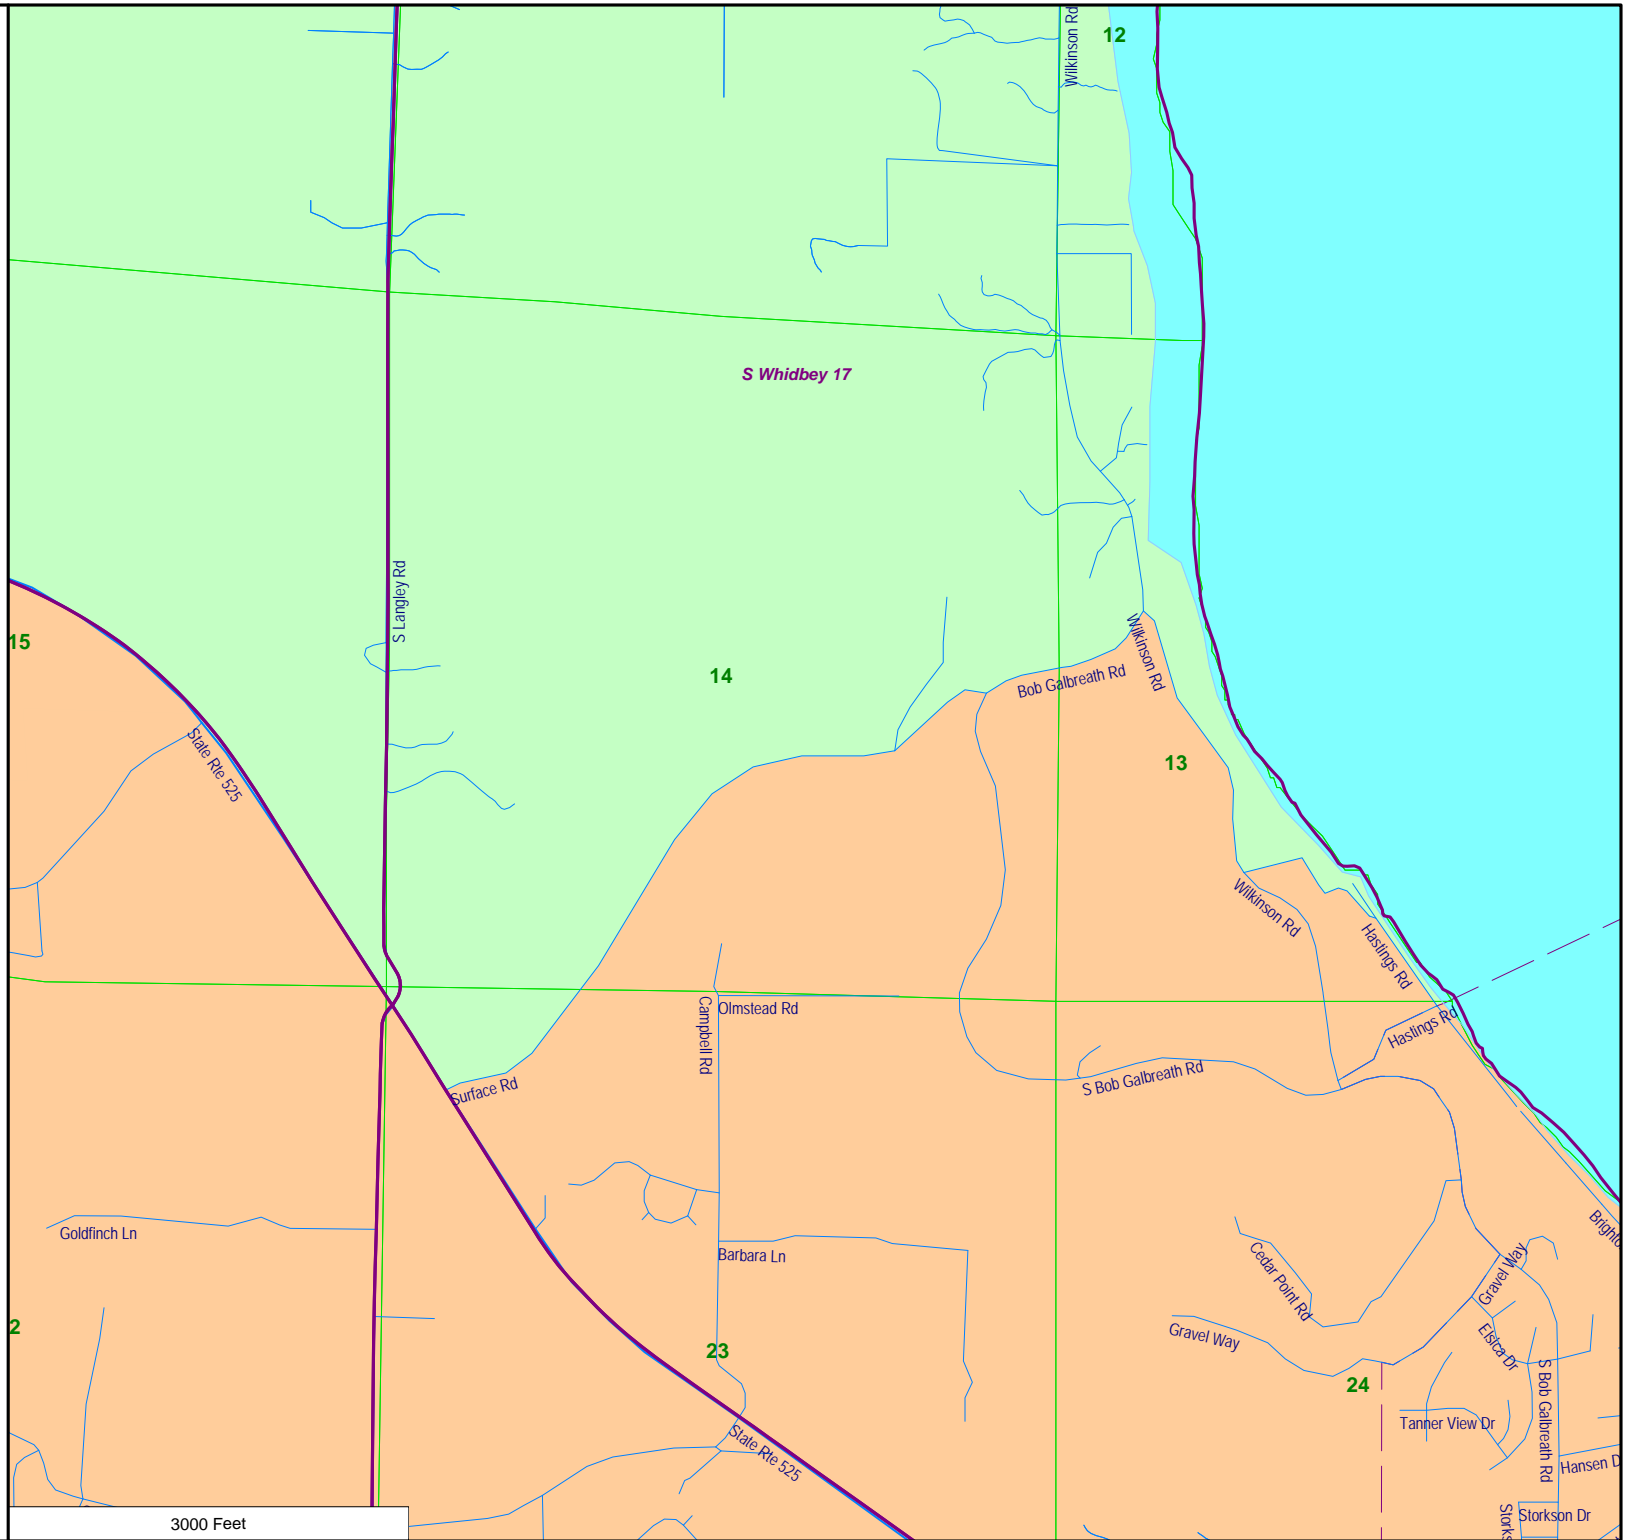 Wilkinson Rd
12
S Whidbey 17
S Langley Rd
15
14
Wilkinson Rd
Bob Galbreath Rd
State Rte 525
13
Wilkinson Rd
Hastings Rd
Campbell Rd
Olmstead Rd
Hastings Rd
Surface Rd
S Bob Galbreath Rd
Goldfinch Ln
Barbara Ln
Cedar Point Rd
Gravel Way
Brighto
2
Gravel Way
23
Elsica Dr
24
S Bob Galbreath Rd
Tanner View Dr
State Rte 525
Hansen D
Storks
Storkson Dr
3000 Feet